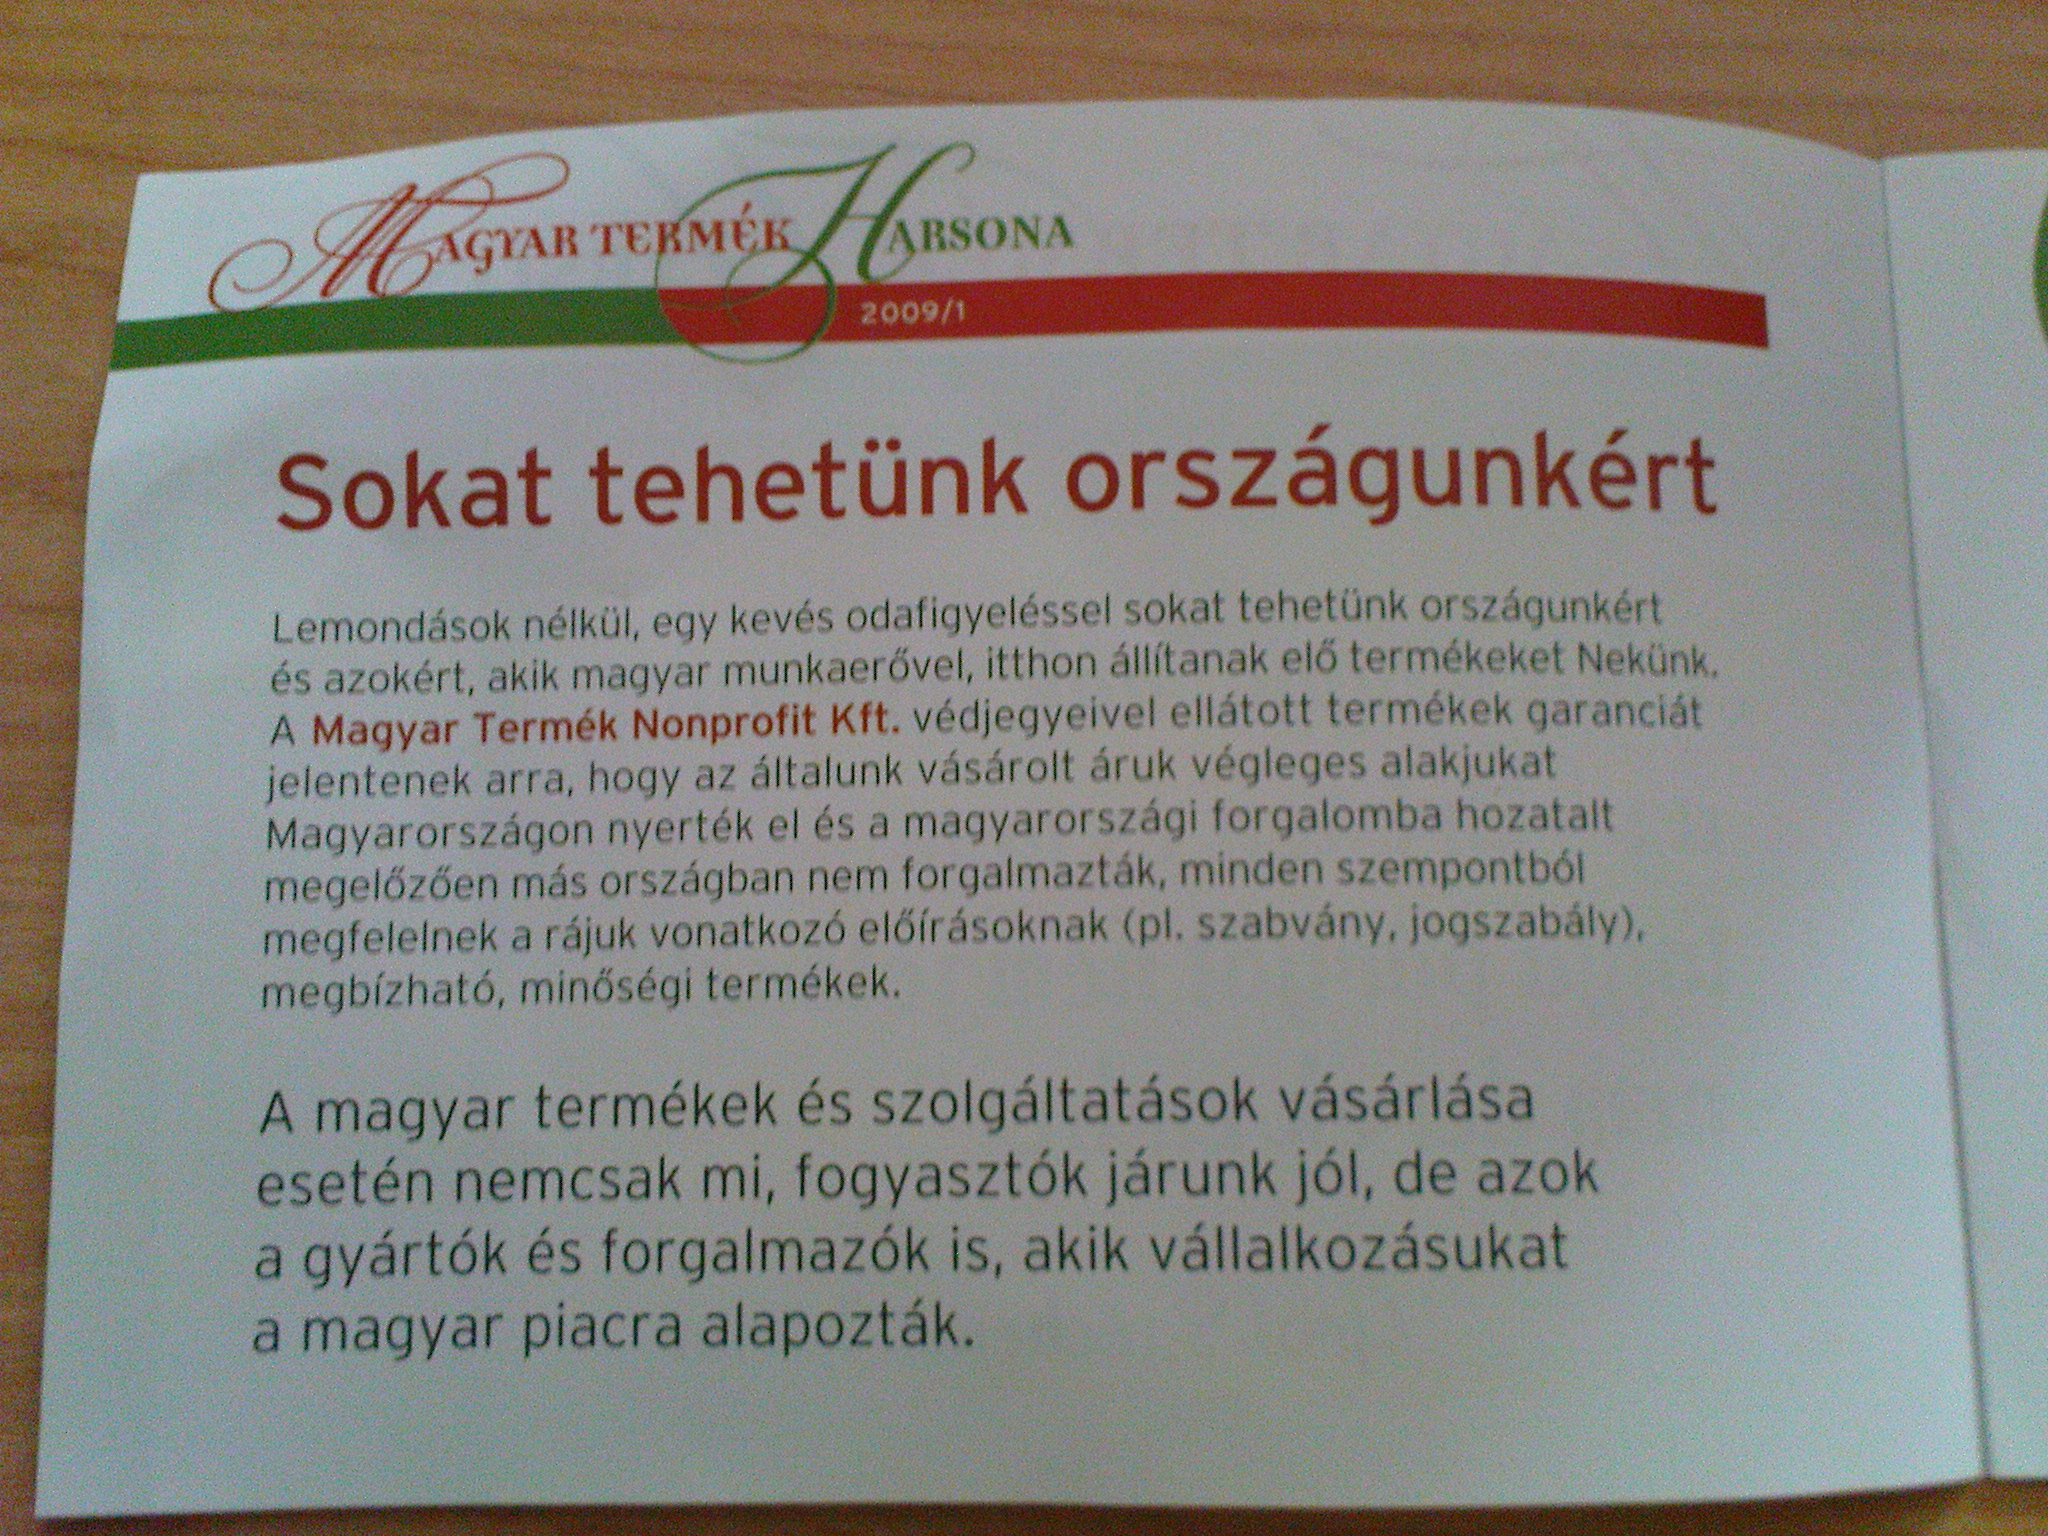 MAGYAR TERMÉK HARSONA
2009/1
Sokat tehetünk országunkért
Lemondások nélkül, egy kevés odafigyeléssel sokat tehetünk országunkért
és azokért, akik magyar munkaerővel, itthon állítanak elő termékeket Nekünk.
A Magyar Termék Nonprofit Kft. védjegyeivel ellátott termékek garanciát
jelentenek arra, hogy az általunk vásárolt áruk végleges alakjukat
Magyarországon nyerték el és a magyarországi forgalomba hozatalt
megelőzően más országban nem forgalmazták, minden szempontból
megfelelnek a rájuk vonatkozó előírásoknak (pl. szabvány, jogszabály),
megbízható, minőségi termékek.
A magyar termékek és szolgáltatások vásárlása
esetén nemcsak mi, fogyasztók járunk jól, de azok
a gyártók és forgalmazók is, akik vállalkozásukat
a magyar piacra alapozták.